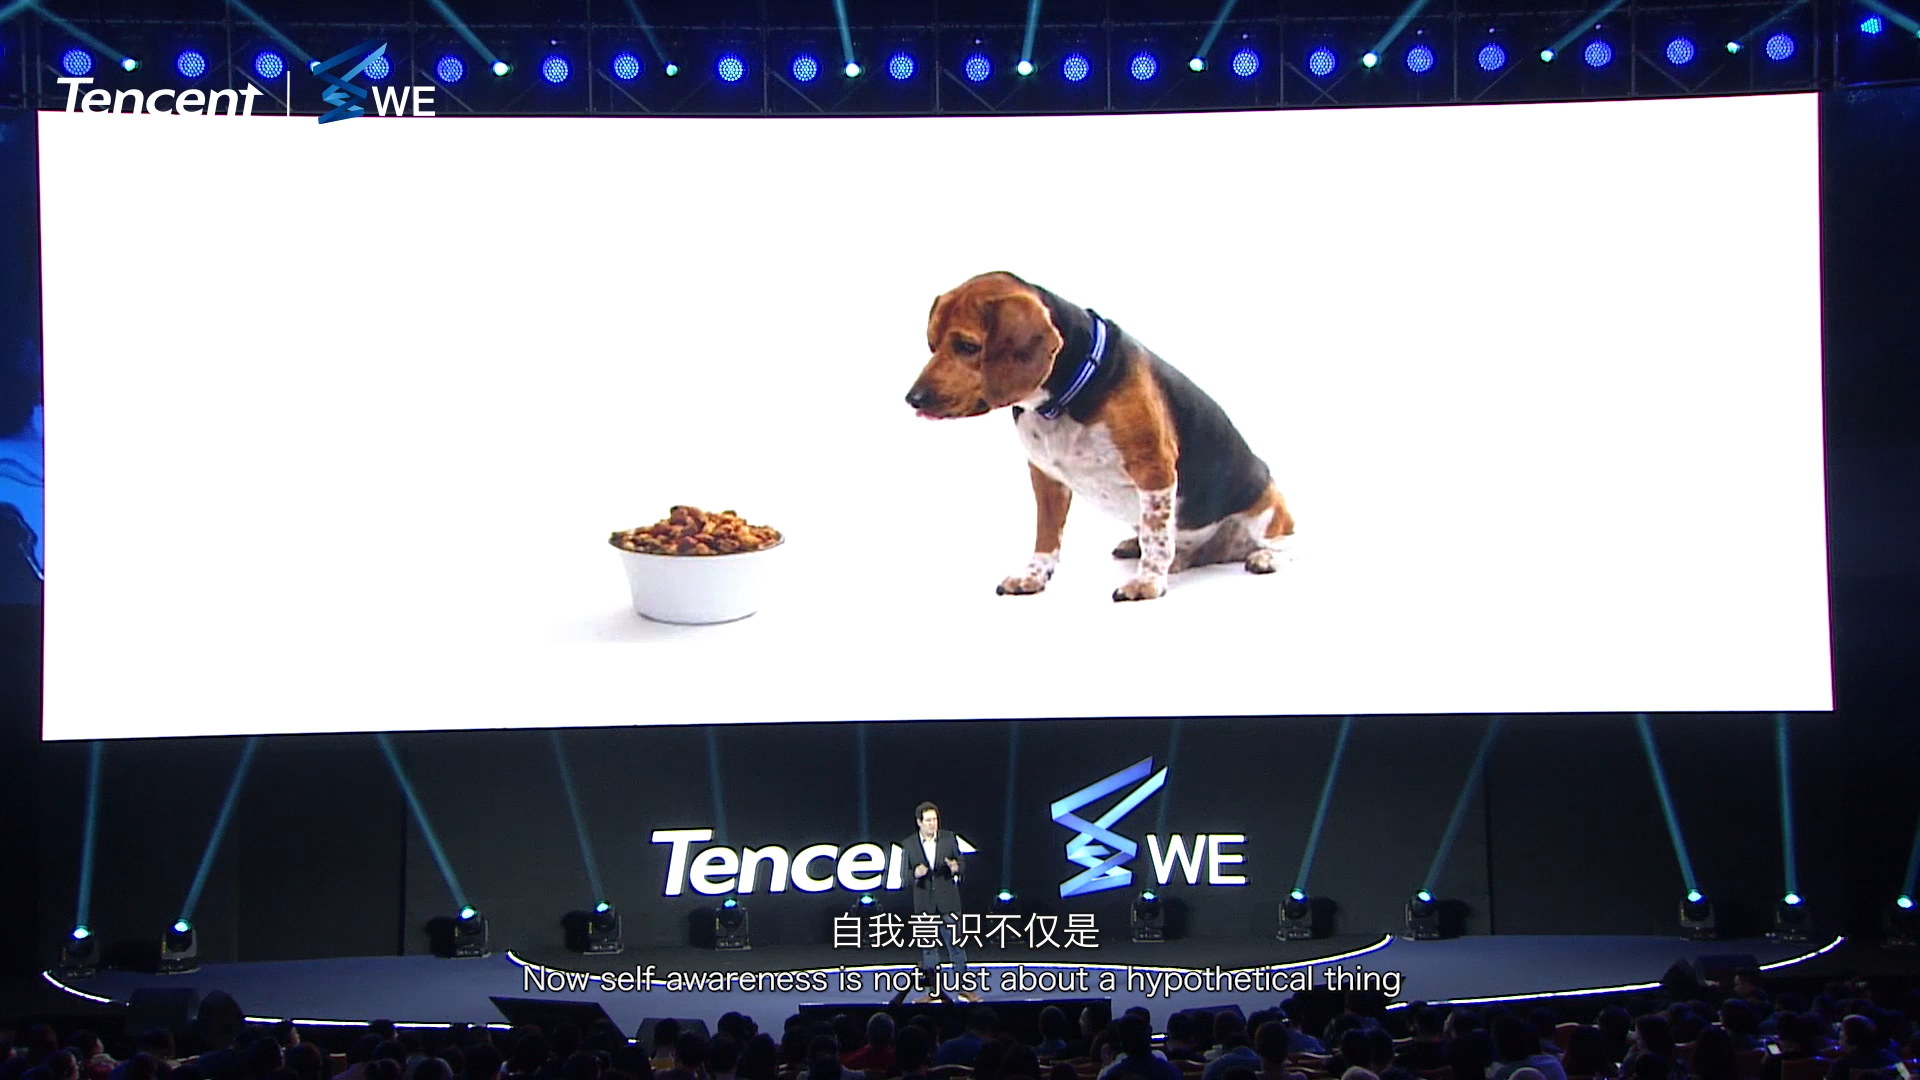 Tencent
WE
Tencen
WE
自我意识不仅是
Now self awareness is not just about a hypothetical thing